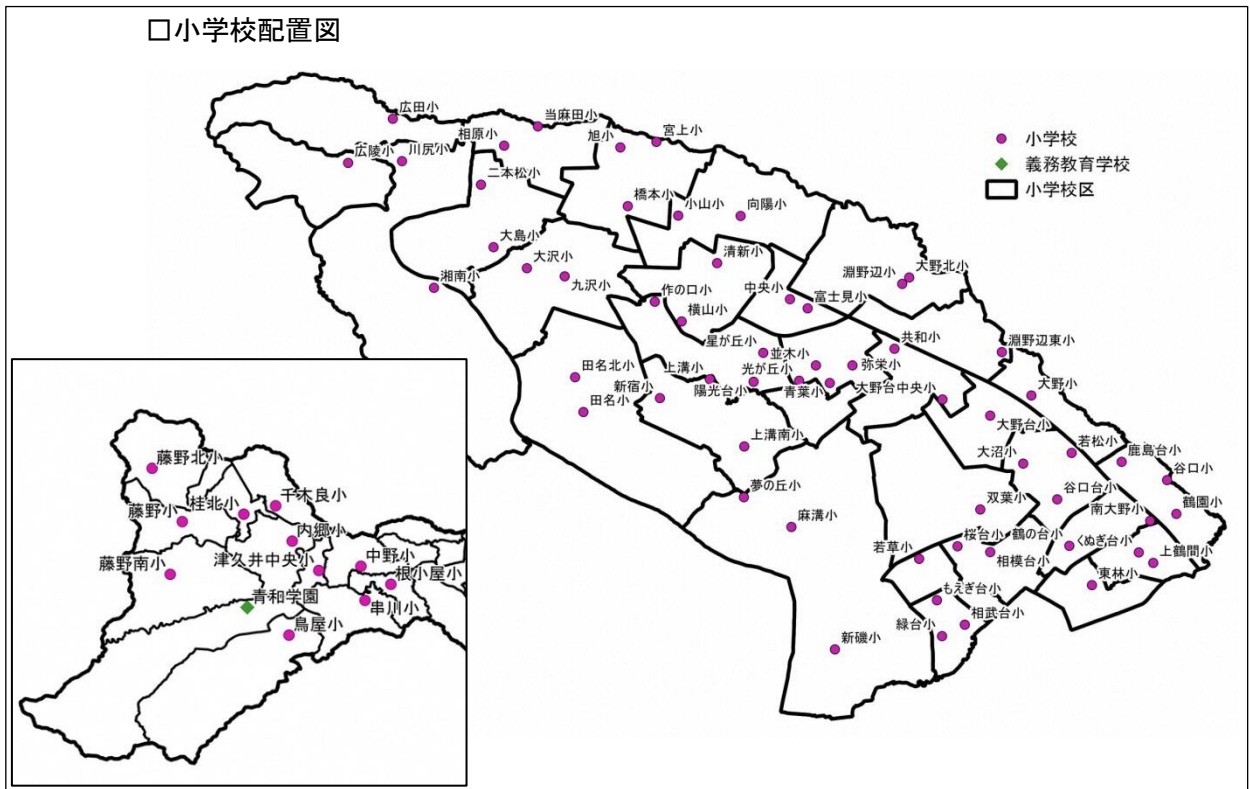 □小学校配置図
小学校
義務教育学校
小学校区
広田小
当麻田小
相原小
旭小
宮上小
広陵小
川尻小
二本松小
橋本小
小山小
向陽小
大島小
大沢小
清新小
淵野辺小
大野北小
湘南小
九沢小
作の口小
中央小
富士見小
横山小
星が丘小
並木小
共和小
淵野辺東小
田名北小
上溝小
光が丘小
弥栄小
新宿小
陽光台小
青葉小
大野台中央小
大野小
田名小
大野台小
上溝南小
大沼小
若松小
鹿島台小
谷口小
夢の丘小
双葉小
谷口台小
南大野小
鶴園小
麻溝小
若草小
桜台小
鶴の台小
くぬぎ台小
相模台小
上鶴間小
もえぎ台小
東林小
緑台小
相武台小
新磯小
藤野北小
藤野小
桂北小
千木良小
内郷小
藤野南小
津久井中央小
中野小
根小屋小
青和学園
串川小
鳥屋小